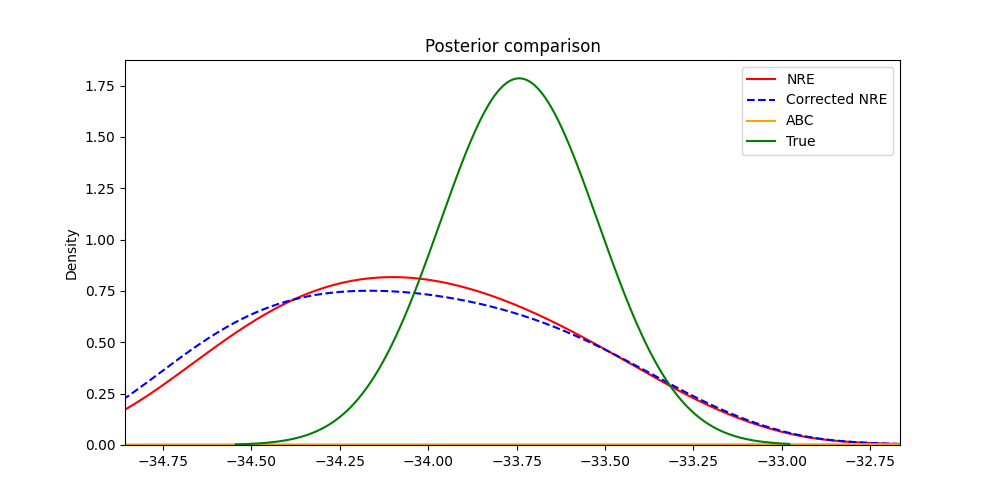 Posterior comparison
NRE
Corrected NRE
ABC
True
Density
1.75
1.50
1.25
1.00
0.75
0.50
0.25
0.00
−34.75 −34.50 −34.25 −34.00 −33.75 −33.50 −33.25 −33.00 −32.75